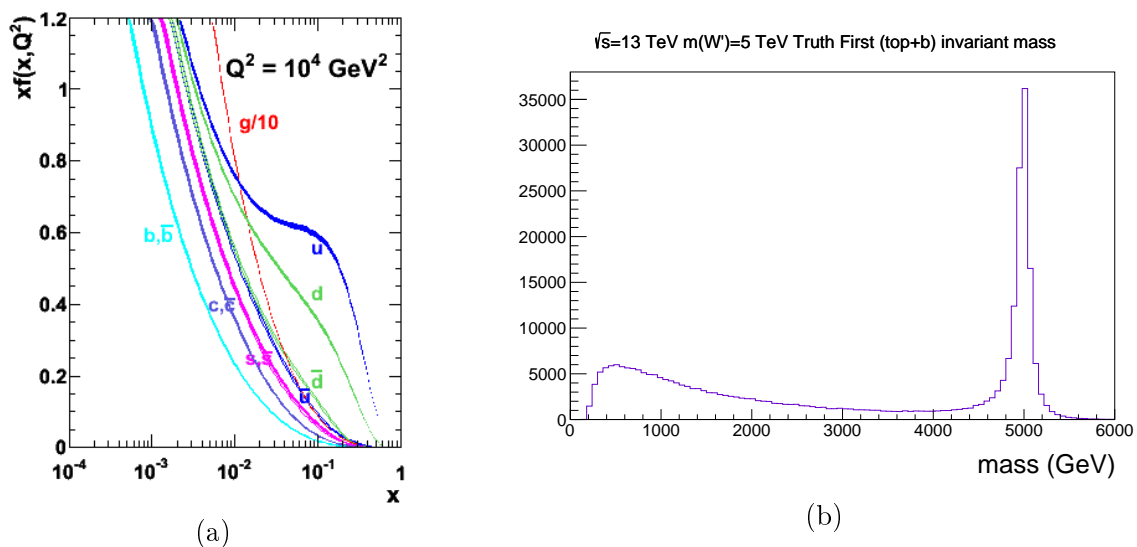 xf(x,Q²)
1.2
1
0.8
0.6
0.4
0.2
0
Q² = 10⁴ GeV²
g/10
b,b̅
u
d
c,c̅
s,s̅
d̅
u̅
10⁻⁴
10⁻³
10⁻²
10⁻¹
1
x
(a)
√s=13 TeV m(W')=5 TeV Truth First (top+b) invariant mass
35000
30000
25000
20000
15000
10000
5000
0
0
1000
2000
3000
4000
5000
6000
mass (GeV)
(b)